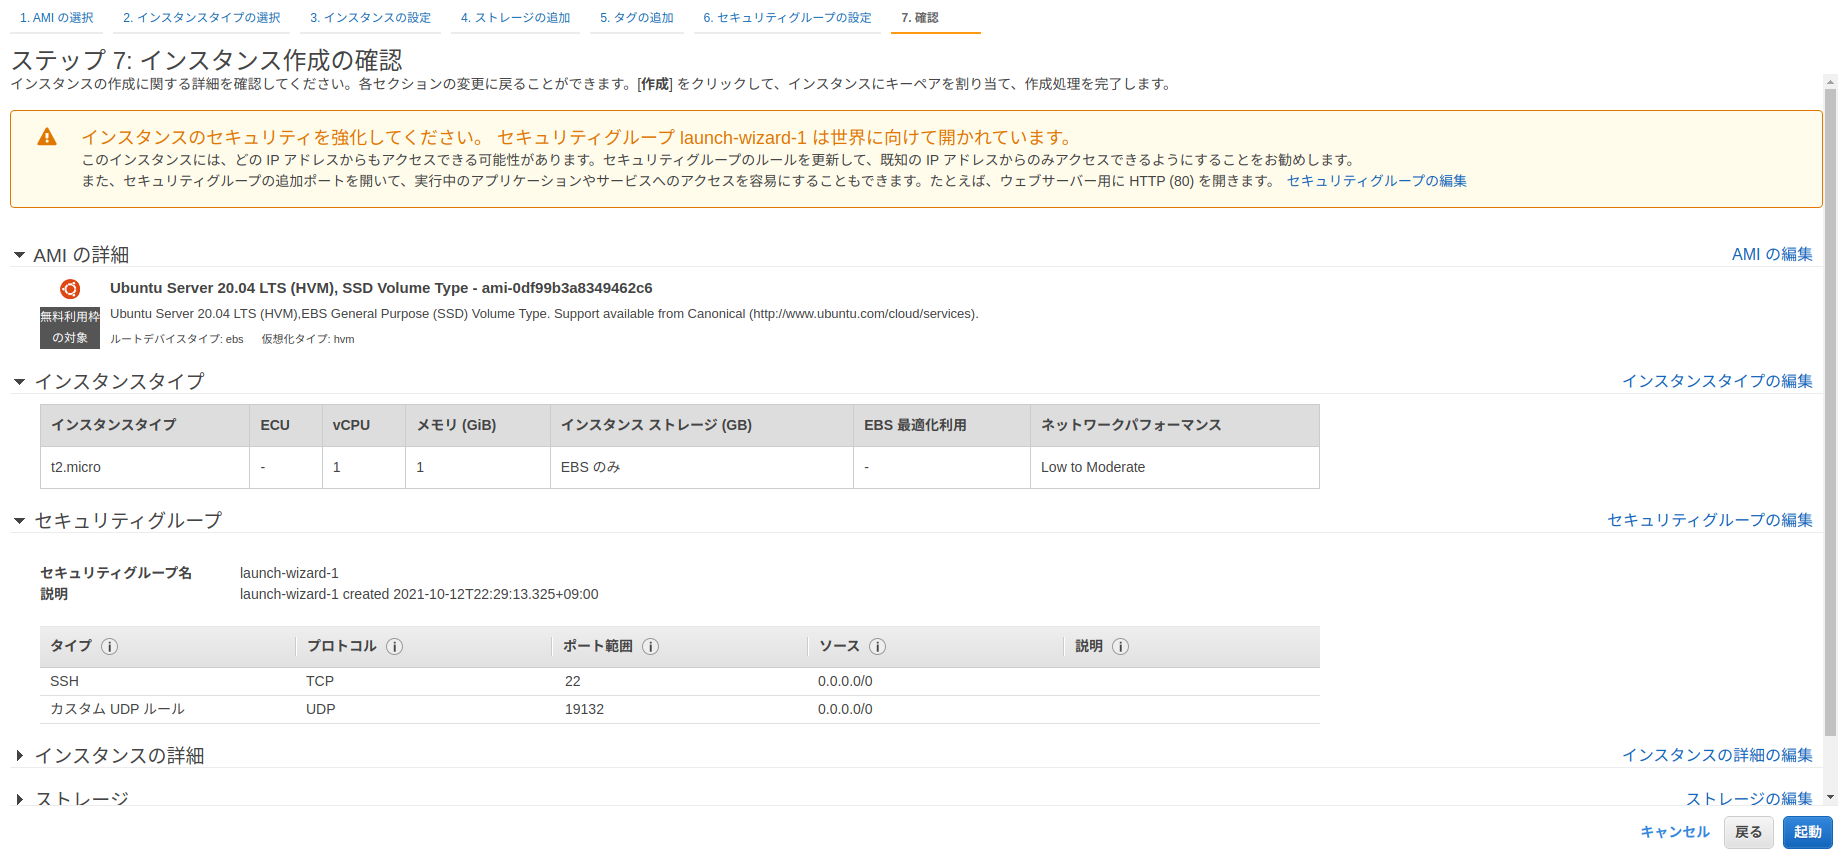 1. AMI の選択 2. インスタンスタイプの選択 3. インスタンスの設定 4. ストレージの追加 5. タグの追加 6. セキュリティグループの設定 7. 確認
ステップ 7: インスタンス作成の確認
インスタンスの作成に関する詳細を確認してください。各セクションの変更に戻ることができます。[作成] をクリックして、インスタンスにキーペアを割り当て、作成処理を完了します。
インスタンスのセキュリティを強化してください。 セキュリティグループ launch-wizard-1 は世界に向けて開かれています。
このインスタンスには、どの IP アドレスからもアクセスできる可能性があります。セキュリティグループのルールを更新して、既知の IP アドレスからのみアクセスできるようにすることをお勧めします。
また、セキュリティグループの追加ポートを開いて、実行中のアプリケーションやサービスへのアクセスを容易にすることもできます。たとえば、ウェブサーバー用に HTTP (80) を開きます。 セキュリティグループの編集
AMI の詳細 AMI の編集
Ubuntu Server 20.04 LTS (HVM), SSD Volume Type - ami-0df99b3a8349462c6
無料利用枠
の対象
Ubuntu Server 20.04 LTS (HVM),EBS General Purpose (SSD) Volume Type. Support available from Canonical (http://www.ubuntu.com/cloud/services).
ルートデバイスタイプ: ebs 仮想化タイプ: hvm
インスタンスタイプ インスタンスタイプの編集
インスタンスタイプ ECU vCPU メモリ (GiB) インスタンス ストレージ (GB) EBS 最適化利用 ネットワークパフォーマンス
t2.micro - 1 1 EBS のみ - Low to Moderate
セキュリティグループ セキュリティグループの編集
セキュリティグループ名 launch-wizard-1
説明 launch-wizard-1 created 2021-10-12T22:29:13.325+09:00
タイプ プロトコル ポート範囲 ソース 説明
SSH TCP 22 0.0.0.0/0
カスタム UDP ルール UDP 19132 0.0.0.0/0
インスタンスの詳細 インスタンスの詳細の編集
ストレージ ストレージの編集
キャンセル 戻る 起動